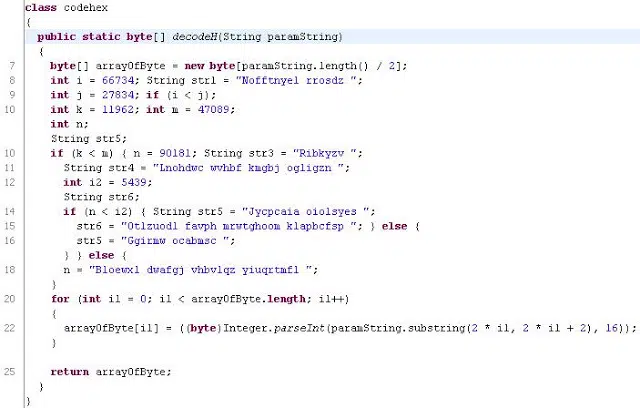 class codehex
{
public static byte[] decodeH(String paramString)
{
7 byte[] arrayOfByte = new byte[paramString.length() / 2];
8 int i = 66734; String str1 = "Nofftnyel rrosdz ";
9 int j = 27834; if (i < j);
10 int k = 11962; int m = 47089;
int n;
String str5;
10 if (k < m) { n = 90181; String str3 = "Ribkyzv ";
11 String str4 = "Lnohdwc wvhbf kmgbj ogligzn ";
12 int i2 = 5439;
String str6;
14 if (n < i2) { String str5 = "Jycpcaia oiolsyes ";
15 str6 = "Otlzuodl favph mrwtghoom klapbcfsp "; } else {
16 str5 = "Ggirmw ocabmsc ";
} } else {
18 n = "Bloewxl dwafgj vhbvlqz yiuqrtmfl ";
}
20 for (int i1 = 0; i1 < arrayOfByte.length; i1++)
{
22 arrayOfByte[i1] = ((byte)Integer.parseInt(paramString.substring(2 * i1, 2 * i1 + 2), 16));
}
25 return arrayOfByte;
}
}